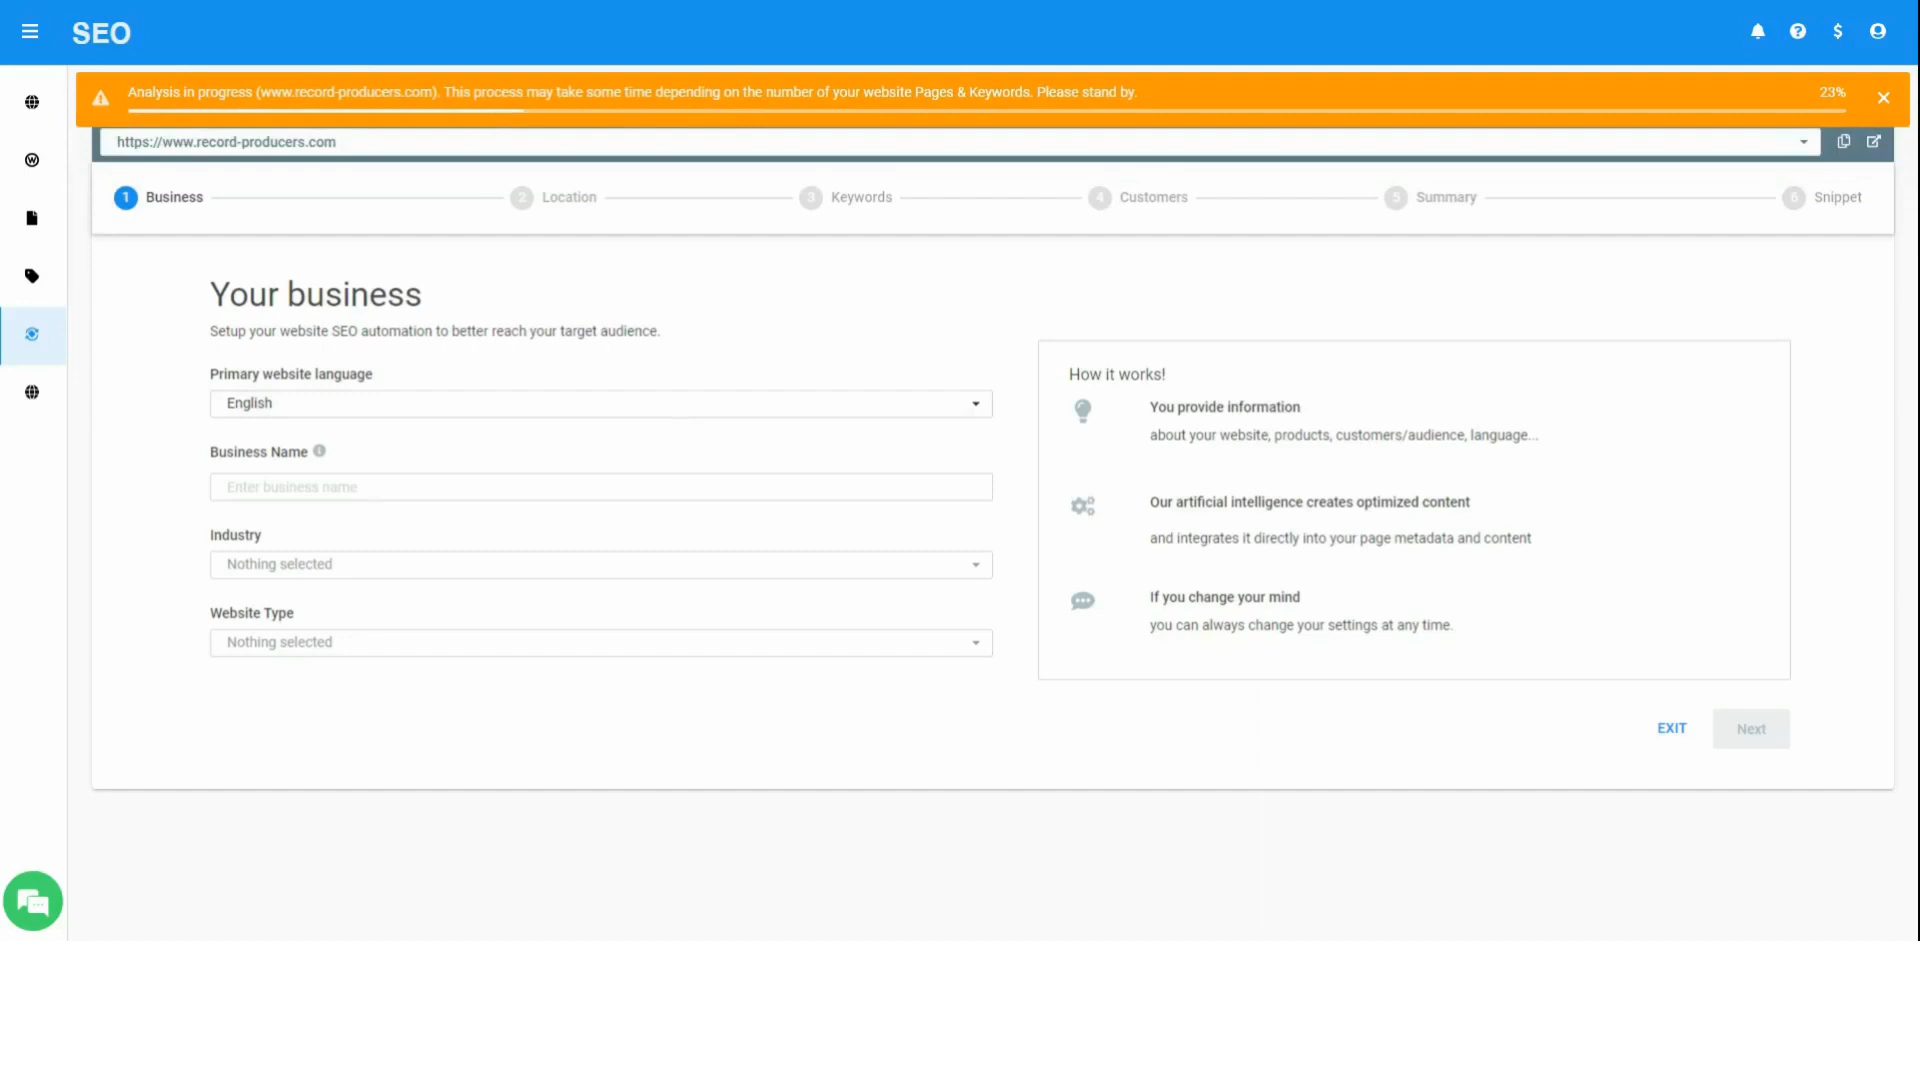 SEO
Analysis in progress (www.record-producers.com). This process may take some time depending on the number of your website Pages & Keywords. Please stand by.
23%
https://www.record-producers.com
1 Business
2 Location
3 Keywords
4 Customers
5 Summary
6 Snippet
Your business
Setup your website SEO automation to better reach your target audience.
Primary website language
English
Business Name
Enter business name
Industry
Nothing selected
Website Type
Nothing selected
How it works!
You provide information
about your website, products, customers/audience, language...
Our artificial intelligence creates optimized content
and integrates it directly into your page metadata and content
If you change your mind
you can always change your settings at any time.
EXIT
Next